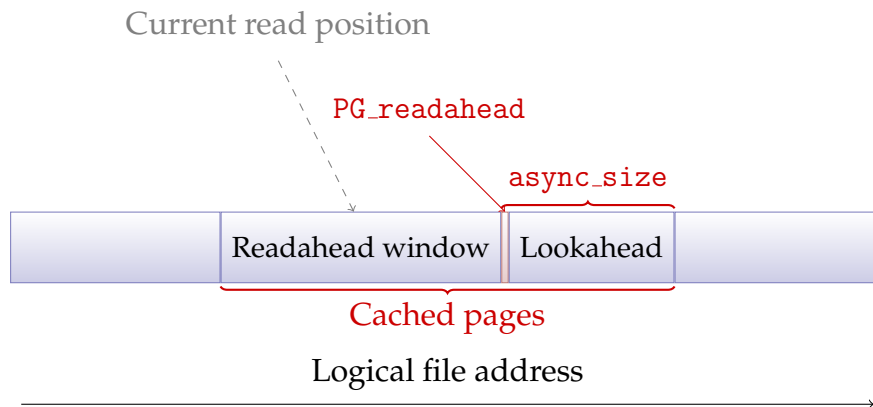 Current read position
PG_readahead
async_size
Readahead window
Lookahead
Cached pages
Logical file address